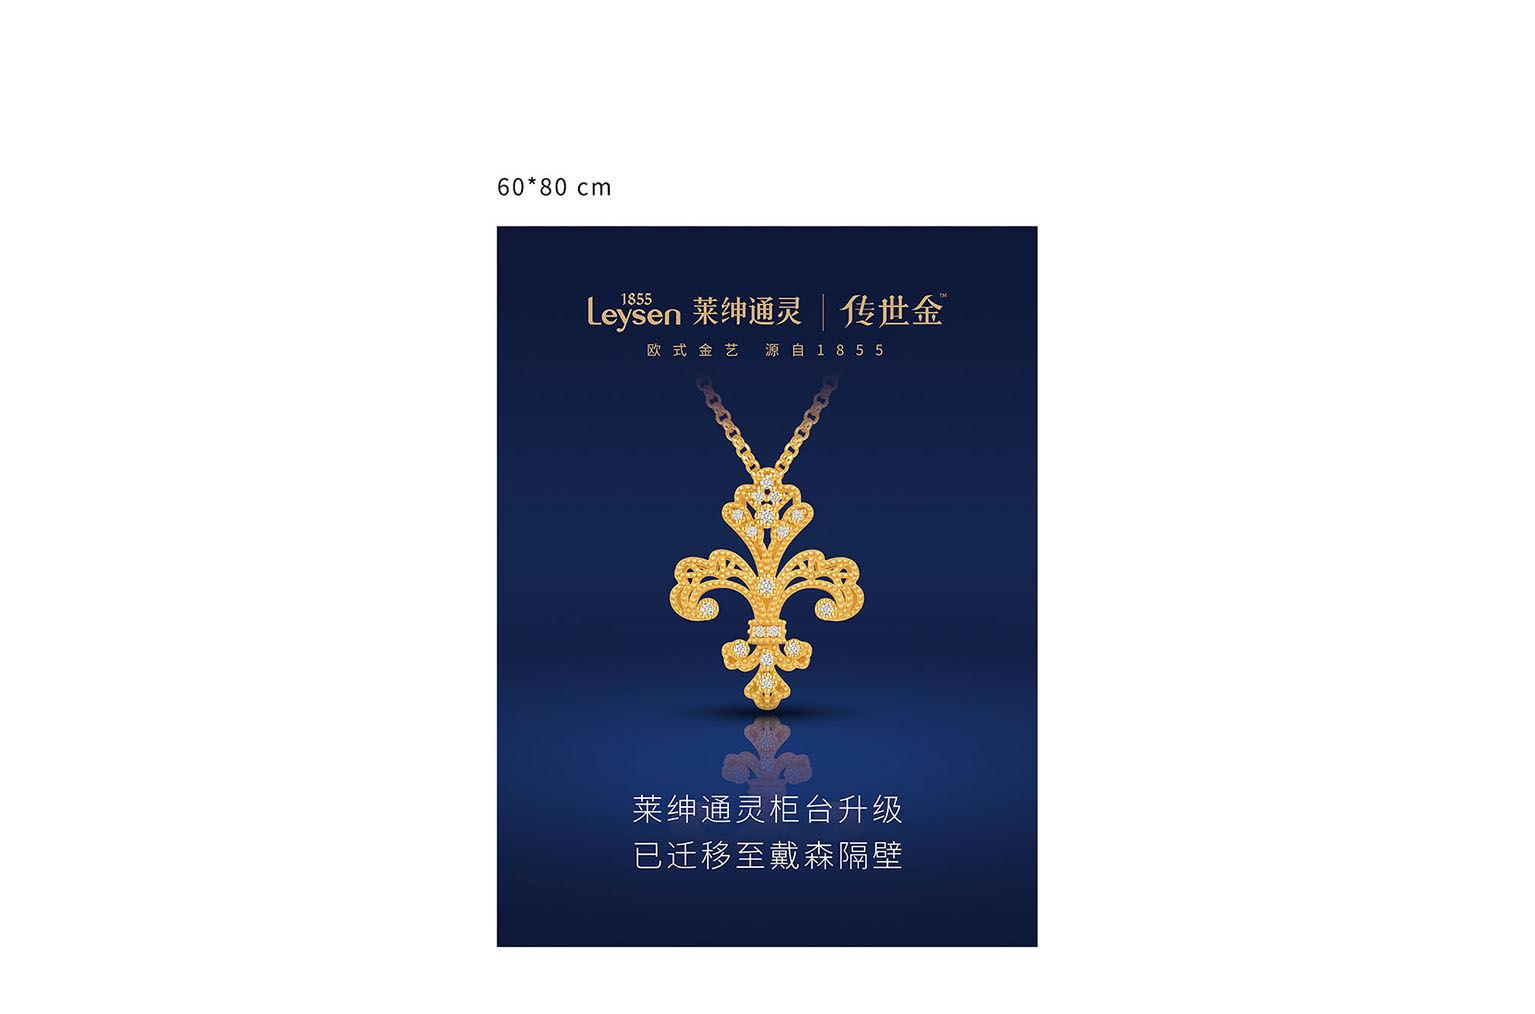 60*80 cm
1855
Leysen 莱绅通灵 | 传世金™
欧式金艺 源自1855
莱绅通灵柜台升级
已迁移至戴森隔壁